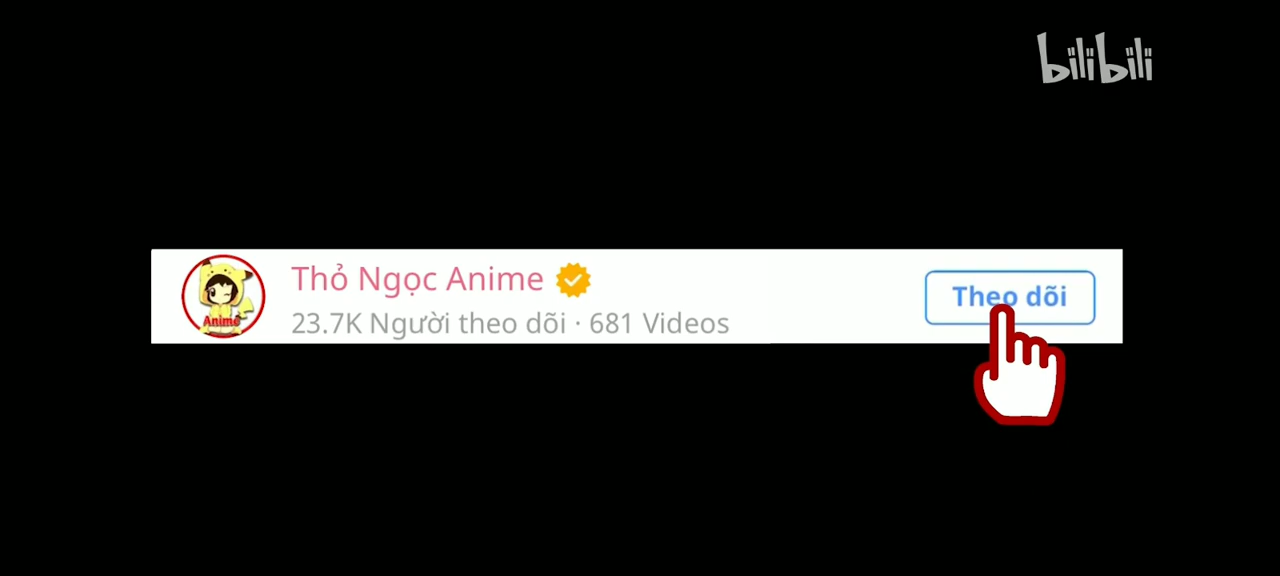 bilibili
Thỏ Ngọc Anime
Anime
23.7K Người theo dõi · 681 Videos
Theo dõi